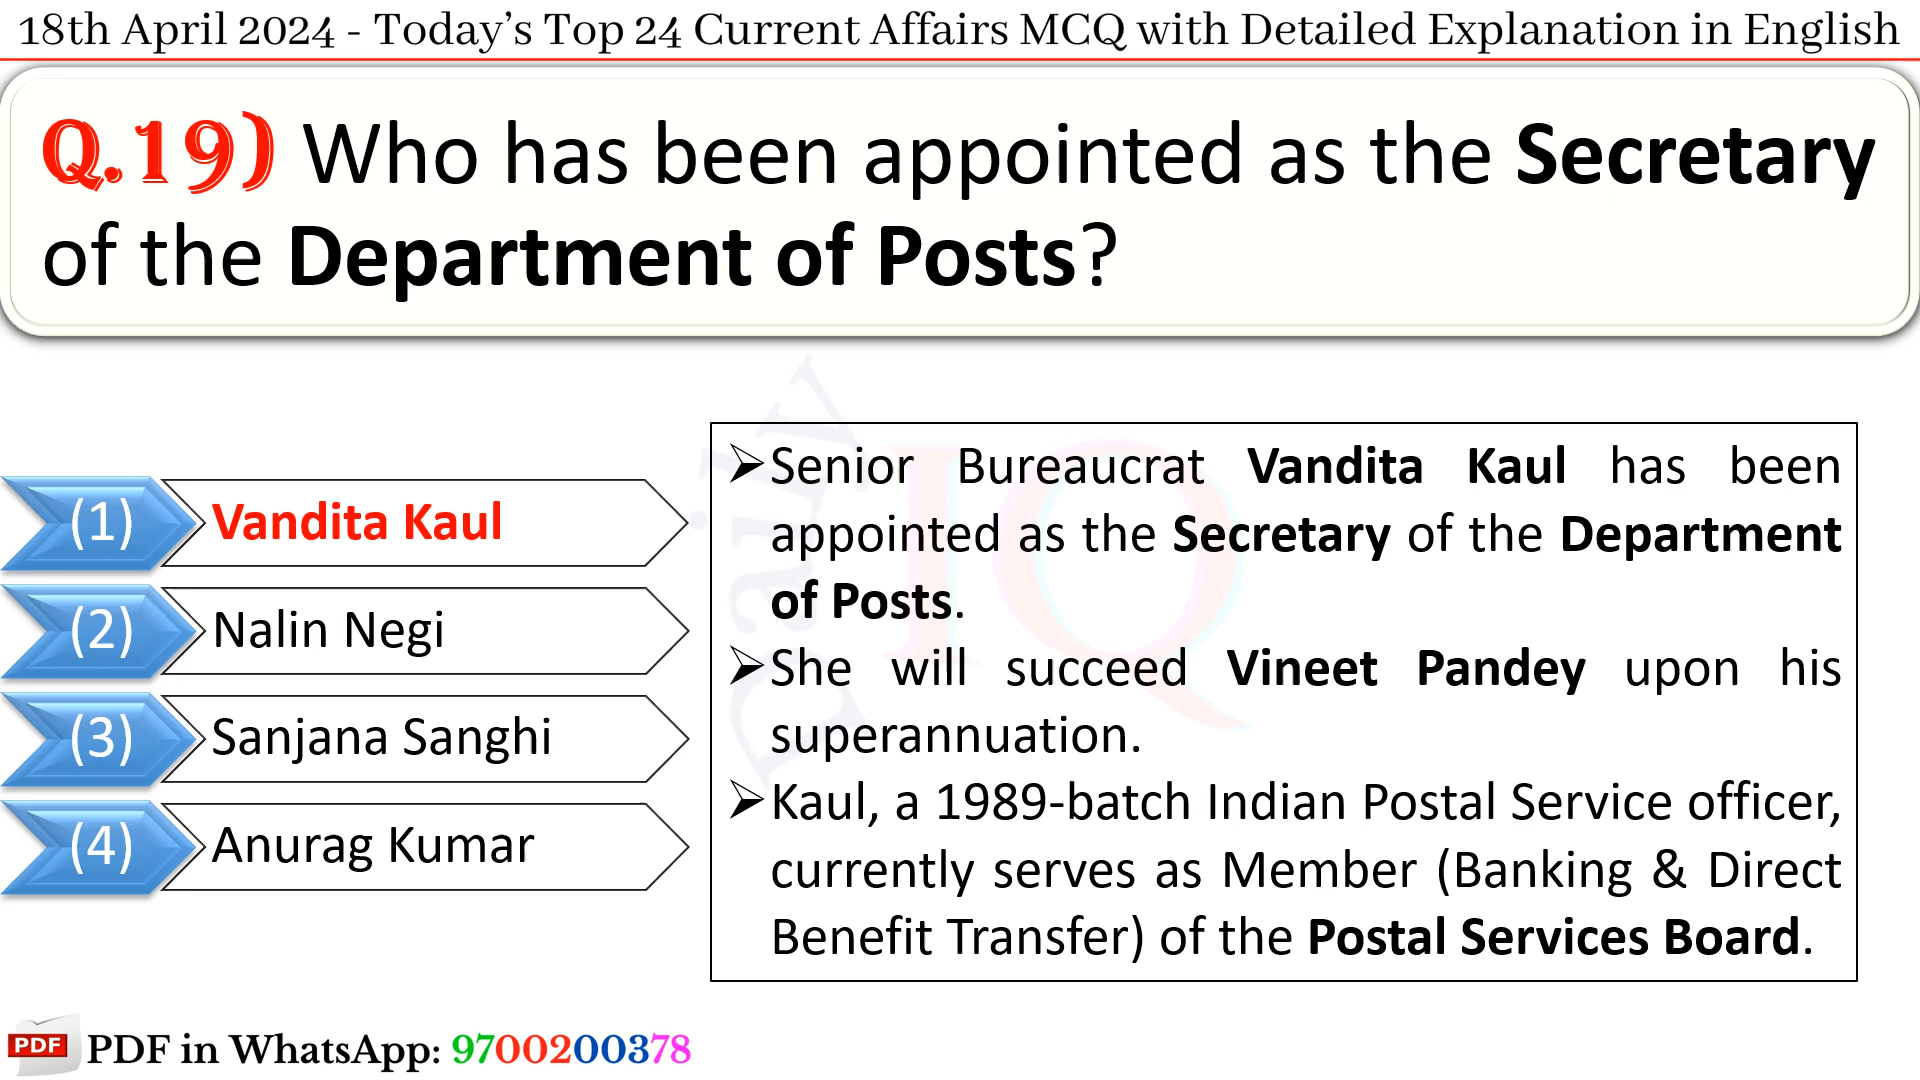 18th April 2024 - Today’s Top 24 Current Affairs MCQ with Detailed Explanation in English
Q.19) Who has been appointed as the Secretary
of the Department of Posts?
(1) Vandita Kaul
(2) Nalin Negi
(3) Sanjana Sanghi
(4) Anurag Kumar
➢Senior Bureaucrat Vandita Kaul has been
appointed as the Secretary of the Department
of Posts.
➢She will succeed Vineet Pandey upon his
superannuation.
➢Kaul, a 1989-batch Indian Postal Service officer,
currently serves as Member (Banking & Direct
Benefit Transfer) of the Postal Services Board.
Daily IQ
PDF PDF in WhatsApp: 9700200378